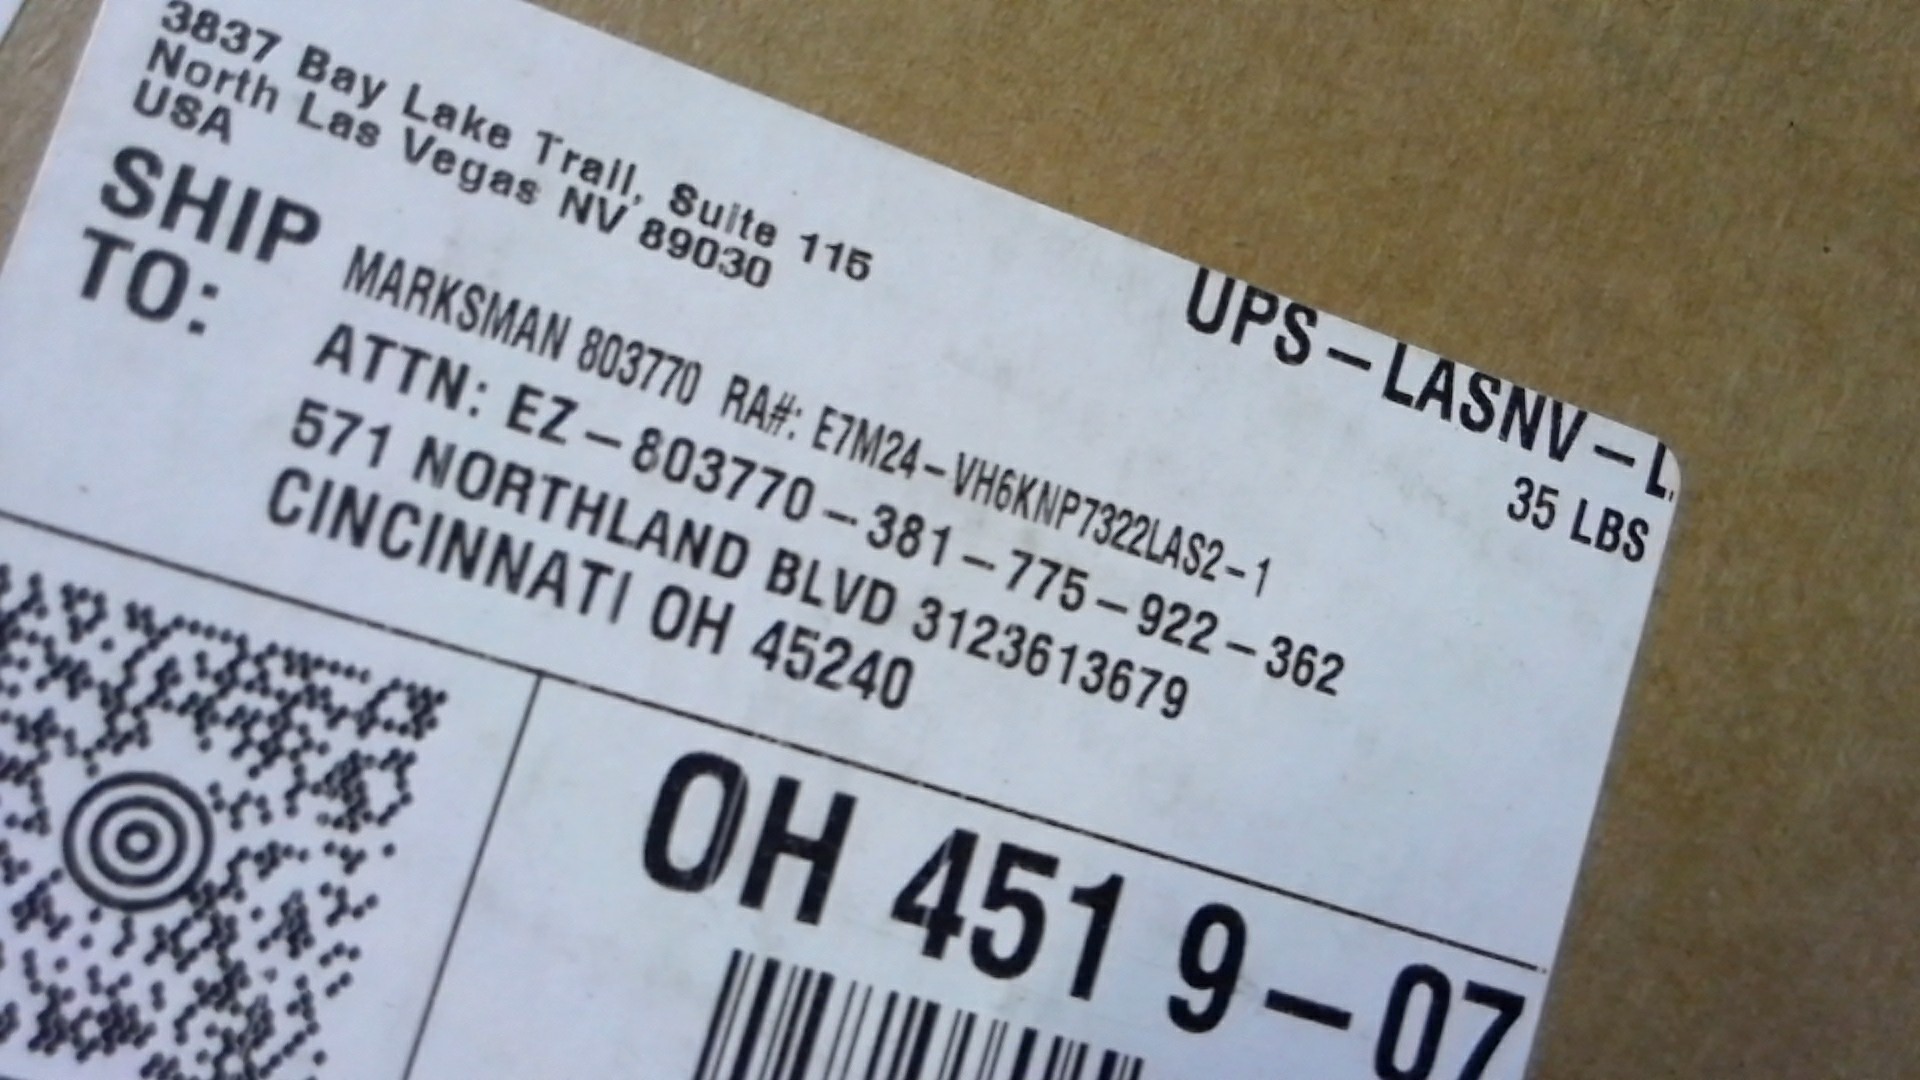 3837 Bay Lake Trail, Suite 115
North Las Vegas NV 89030
USA
UPS-LASNV-L
35 LBS
SHIP
TO:
MARKSMAN 803770 RA#: E7M24-VH6KNP7322LAS2-1
ATTN: EZ-803770-381-775-922-362
571 NORTHLAND BLVD 3123613679
CINCINNATI OH 45240
OH 451 9-07